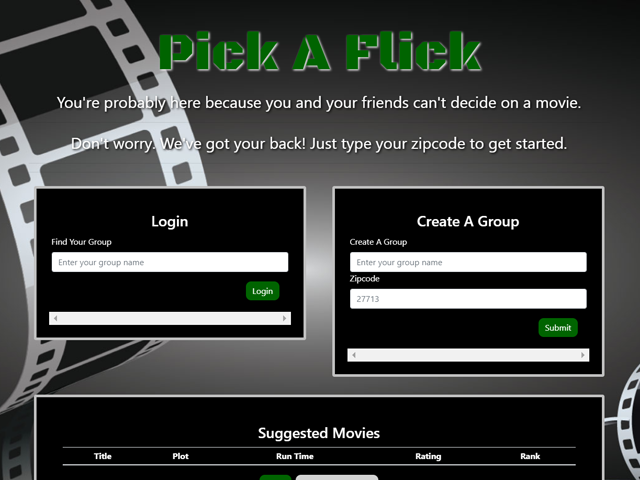 Pick A Flick
You're probably here because you and your friends can't decide on a movie.
Don't worry. We've got your back! Just type your zipcode to get started.
Login
Find Your Group
Enter your group name
Login
Create A Group
Create A Group
Enter your group name
Zipcode
27713
Submit
Suggested Movies
Title Plot Run Time Rating Rank